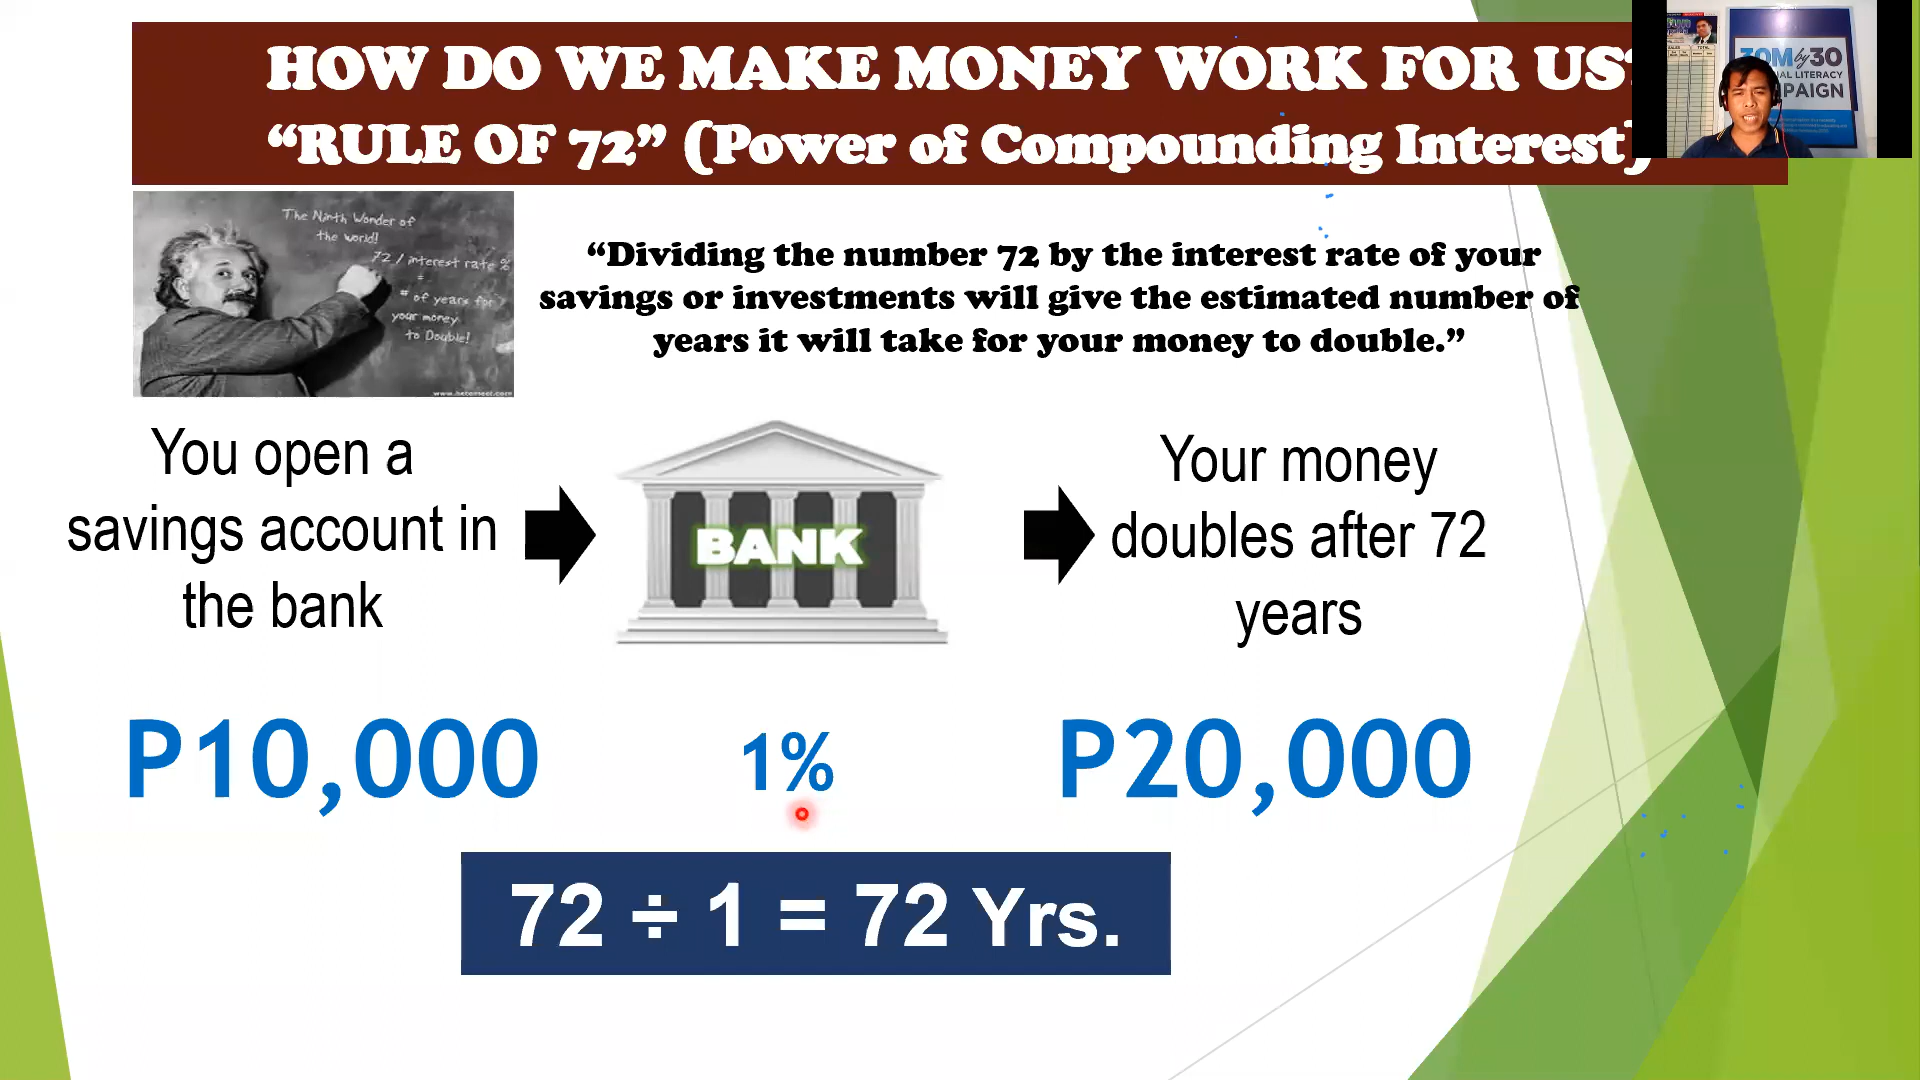 HOW DO WE MAKE MONEY WORK FOR US
“RULE OF 72” (Power of Compounding Interest)
30M by 30
LITERACY
The Ninth Wonder of
the world!
72 / interest rate %
=
# of years for
your money
to Double!
“Dividing the number 72 by the interest rate of your
savings or investments will give the estimated number of
years it will take for your money to double.”
You open a
savings account in
the bank
BANK
Your money
doubles after 72
years
P10,000
1%
P20,000
72 ÷ 1 = 72 Yrs.